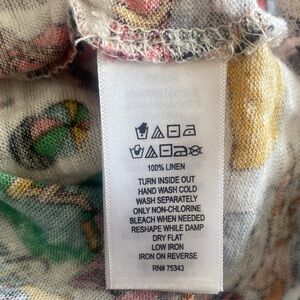 100% LINEN
TURN INSIDE OUT
HAND WASH COLD
WASH SEPARATELY
ONLY NON-CHLORINE
BLEACH WHEN NEEDED
RESHAPE WHILE DAMP
DRY FLAT
LOW IRON
IRON ON REVERSE
RN# 75343